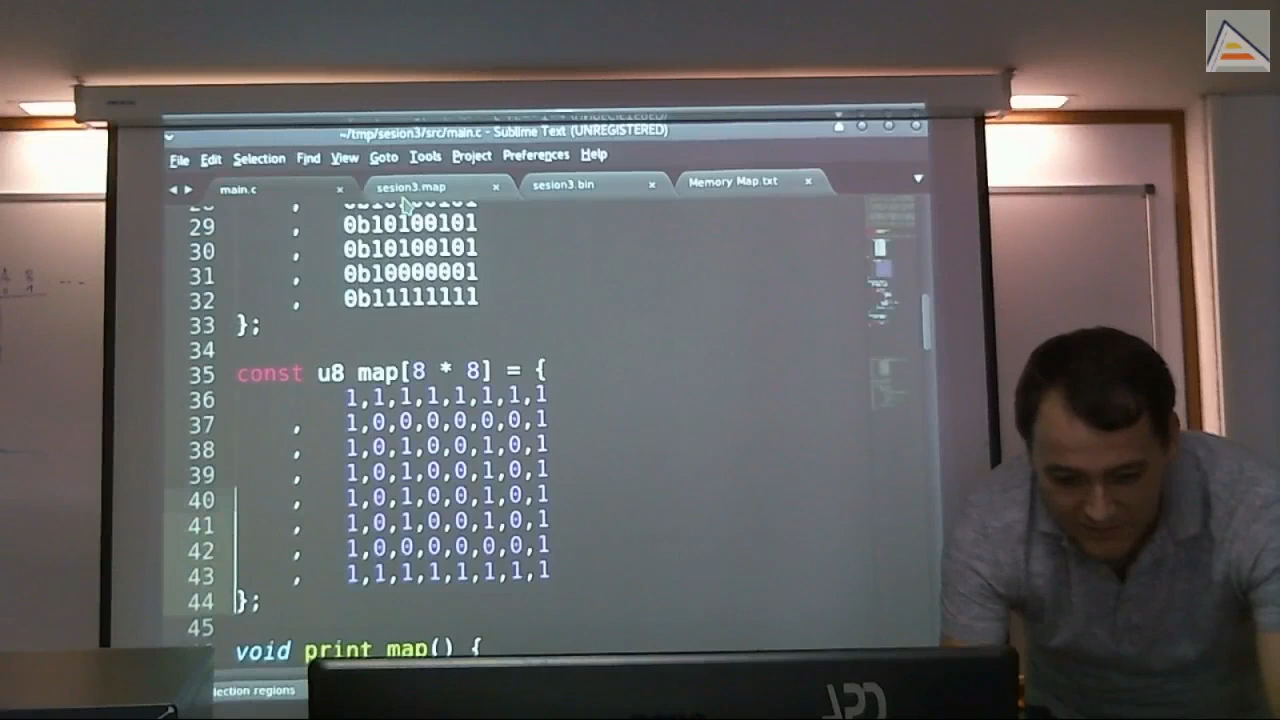 ~/tmp/sesion3/src/main.c - Sublime Text (UNREGISTERED)
File Edit Selection Find View Goto Tools Project Preferences Help
main.c × sesion3.map × sesion3.bin × Memory Map.txt ×
29 , 0b10100101
30 , 0b10100101
31 , 0b10000001
32 , 0b11111111
33 };
34
35 const u8 map[8 * 8] = {
36 1,1,1,1,1,1,1,1
37 , 1,0,0,0,0,0,0,1
38 , 1,0,1,0,0,1,0,1
39 , 1,0,1,0,0,1,0,1
40 , 1,0,1,0,0,1,0,1
41 , 1,0,1,0,0,1,0,1
42 , 1,0,0,0,0,0,0,1
43 , 1,1,1,1,1,1,1,1
44 };
45
void print_map() {
lection regions